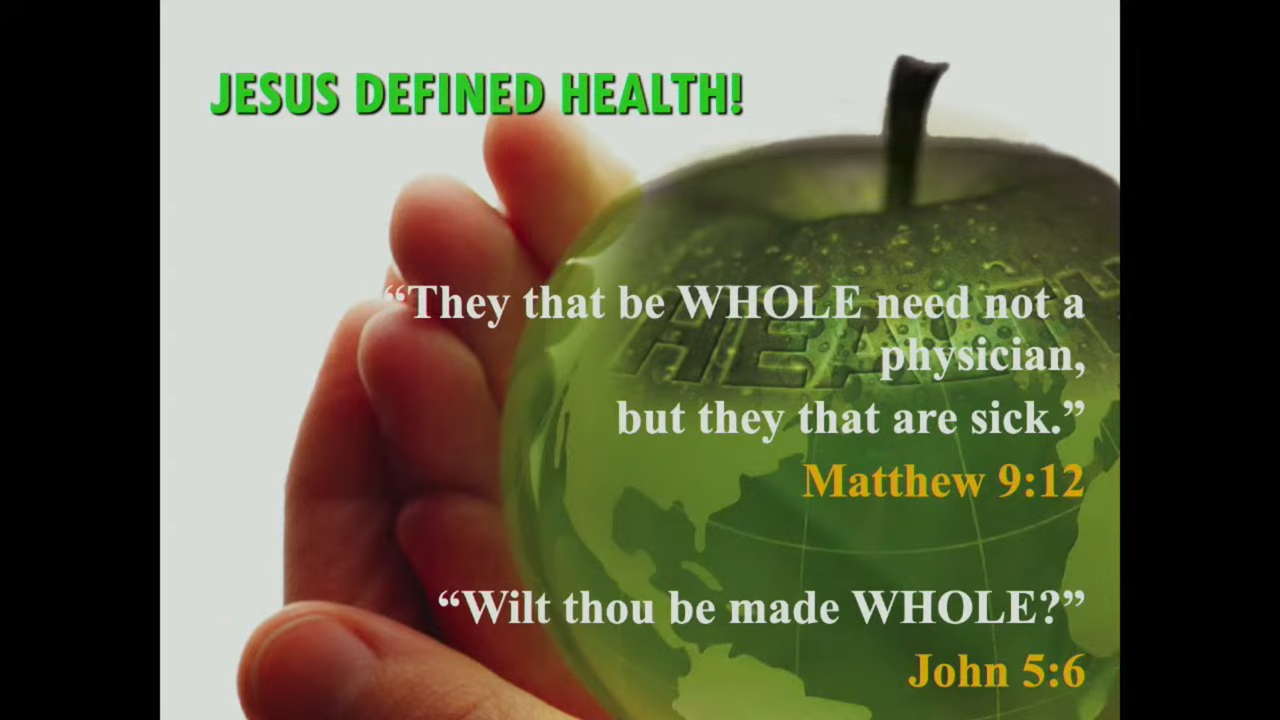 JESUS DEFINED HEALTH!
HEALTH
“They that be WHOLE need not a
physician,
but they that are sick.”
Matthew 9:12
“Wilt thou be made WHOLE?”
John 5:6